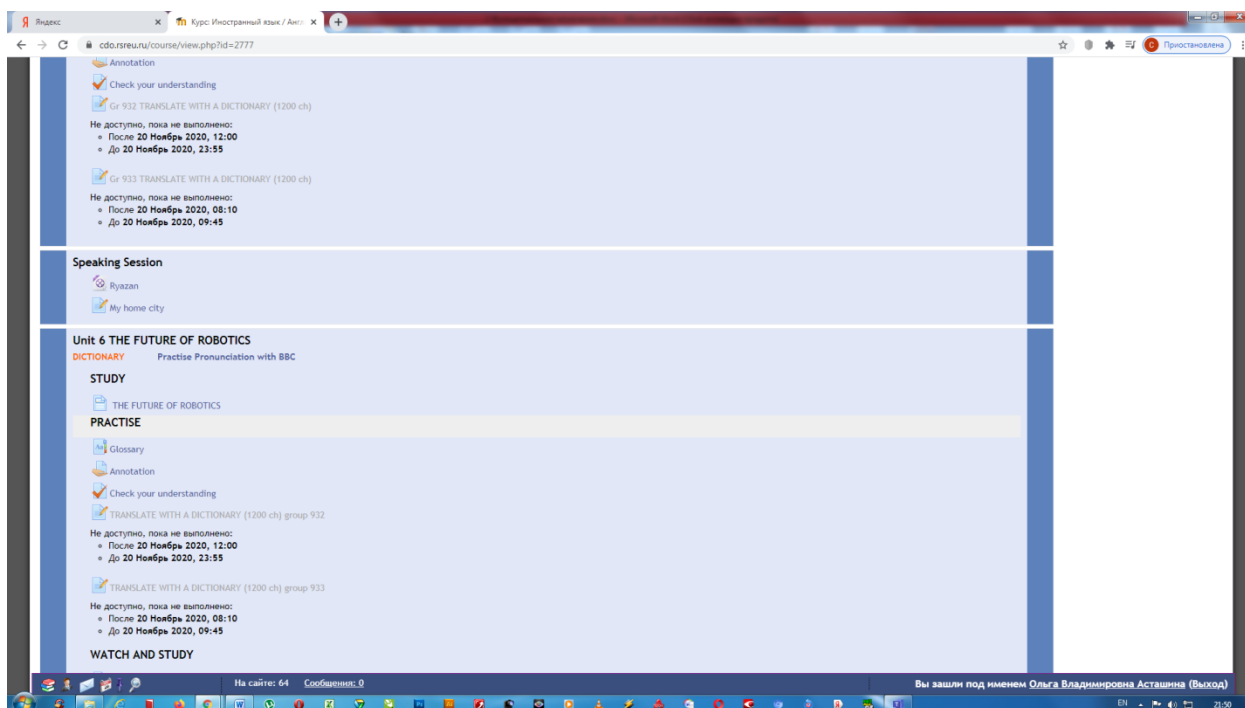 Яндекс
Курс: Иностранный язык / Англ
cdo.rsreu.ru/course/view.php?id=2777
С Приостановлена
Annotation
Check your understanding
Gr 932 TRANSLATE WITH A DICTIONARY (1200 ch)
Не доступно, пока не выполнено:
После 20 Ноябрь 2020, 12:00
До 20 Ноябрь 2020, 23:55
Gr 933 TRANSLATE WITH A DICTIONARY (1200 ch)
Не доступно, пока не выполнено:
После 20 Ноябрь 2020, 08:10
До 20 Ноябрь 2020, 09:45
Speaking Session
Ryazan
My home city
Unit 6 THE FUTURE OF ROBOTICS
DICTIONARY Practise Pronunciation with BBC
STUDY
THE FUTURE OF ROBOTICS
PRACTISE
Glossary
Annotation
Check your understanding
TRANSLATE WITH A DICTIONARY (1200 ch) group 932
Не доступно, пока не выполнено:
После 20 Ноябрь 2020, 12:00
До 20 Ноябрь 2020, 23:55
TRANSLATE WITH A DICTIONARY (1200 ch) group 933
Не доступно, пока не выполнено:
После 20 Ноябрь 2020, 08:10
До 20 Ноябрь 2020, 09:45
WATCH AND STUDY
На сайте: 64 Сообщения: 0
Вы зашли под именем Ольга Владимировна Асташина (Выход)
EN 21:50